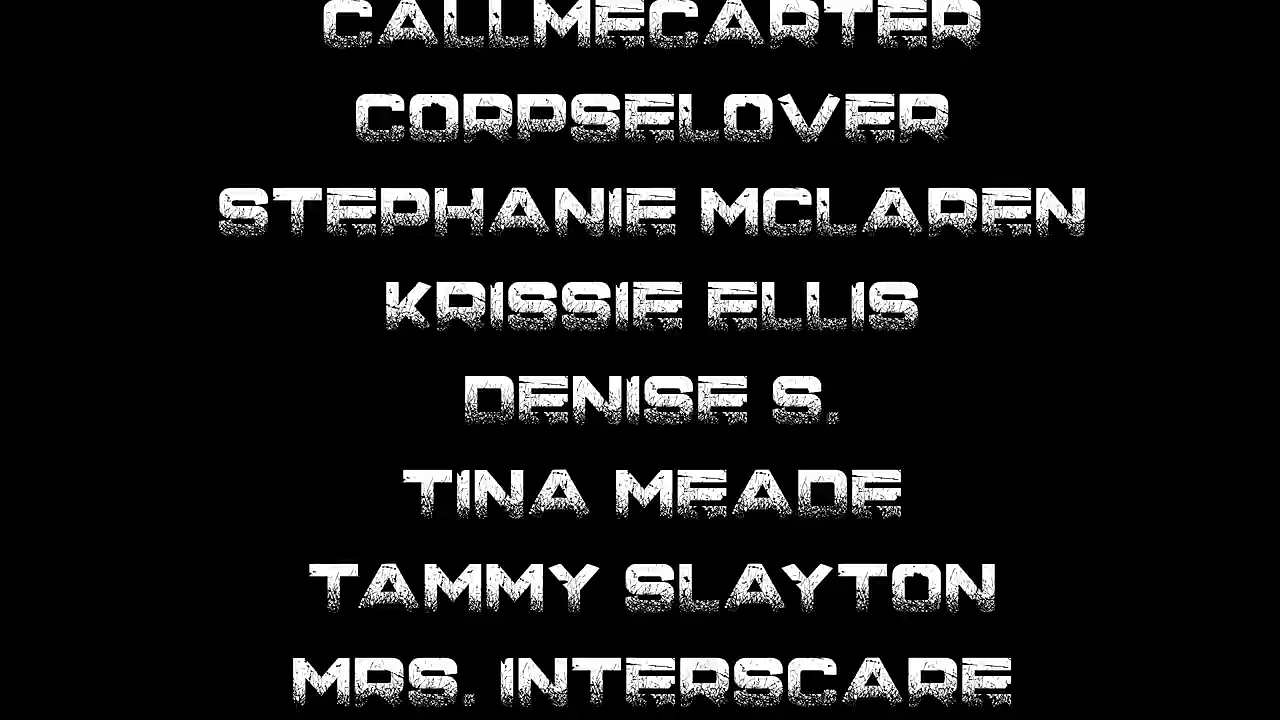 CALLMECARTER
CORPSELOVER
STEPHANIE MCLAREN
KRISSIE ELLIS
DENISE S.
TINA MEADE
TAMMY SLAYTON
MRS. INTERSCARE